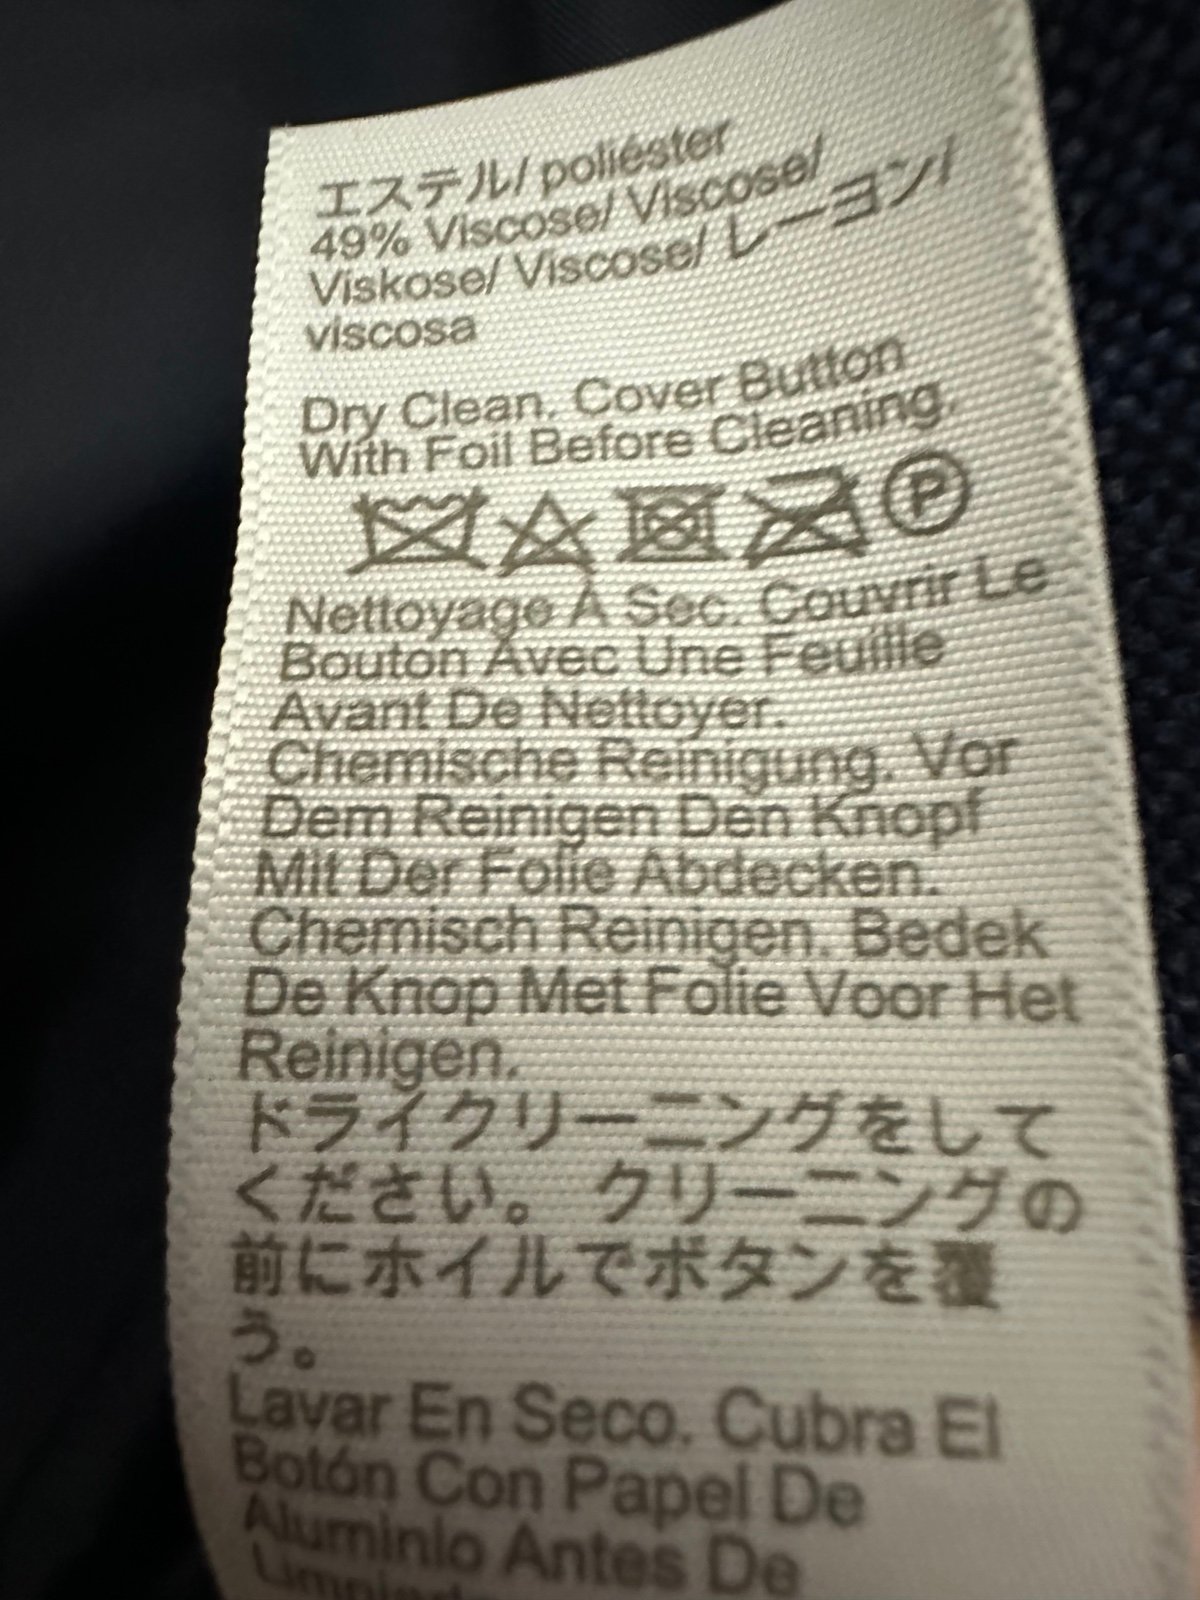 エステル/ poliéster
49% Viscose/ Viscose/
Viskose/ Viscose/ レーヨン/
viscosa
Dry Clean. Cover Button
With Foil Before Cleaning.
P
Nettoyage À Sec. Couvrir Le
Bouton Avec Une Feuille
Avant De Nettoyer.
Chemische Reinigung. Vor
Dem Reinigen Den Knopf
Mit Der Folie Abdecken.
Chemisch Reinigen. Bedek
De Knop Met Folie Voor Het
Reinigen.
ドライクリーニングをして
ください。 クリーニングの
前にホイルでボタンを覆
う。
Lavar En Seco. Cubra El
Botón Con Papel De
Aluminio Antes De